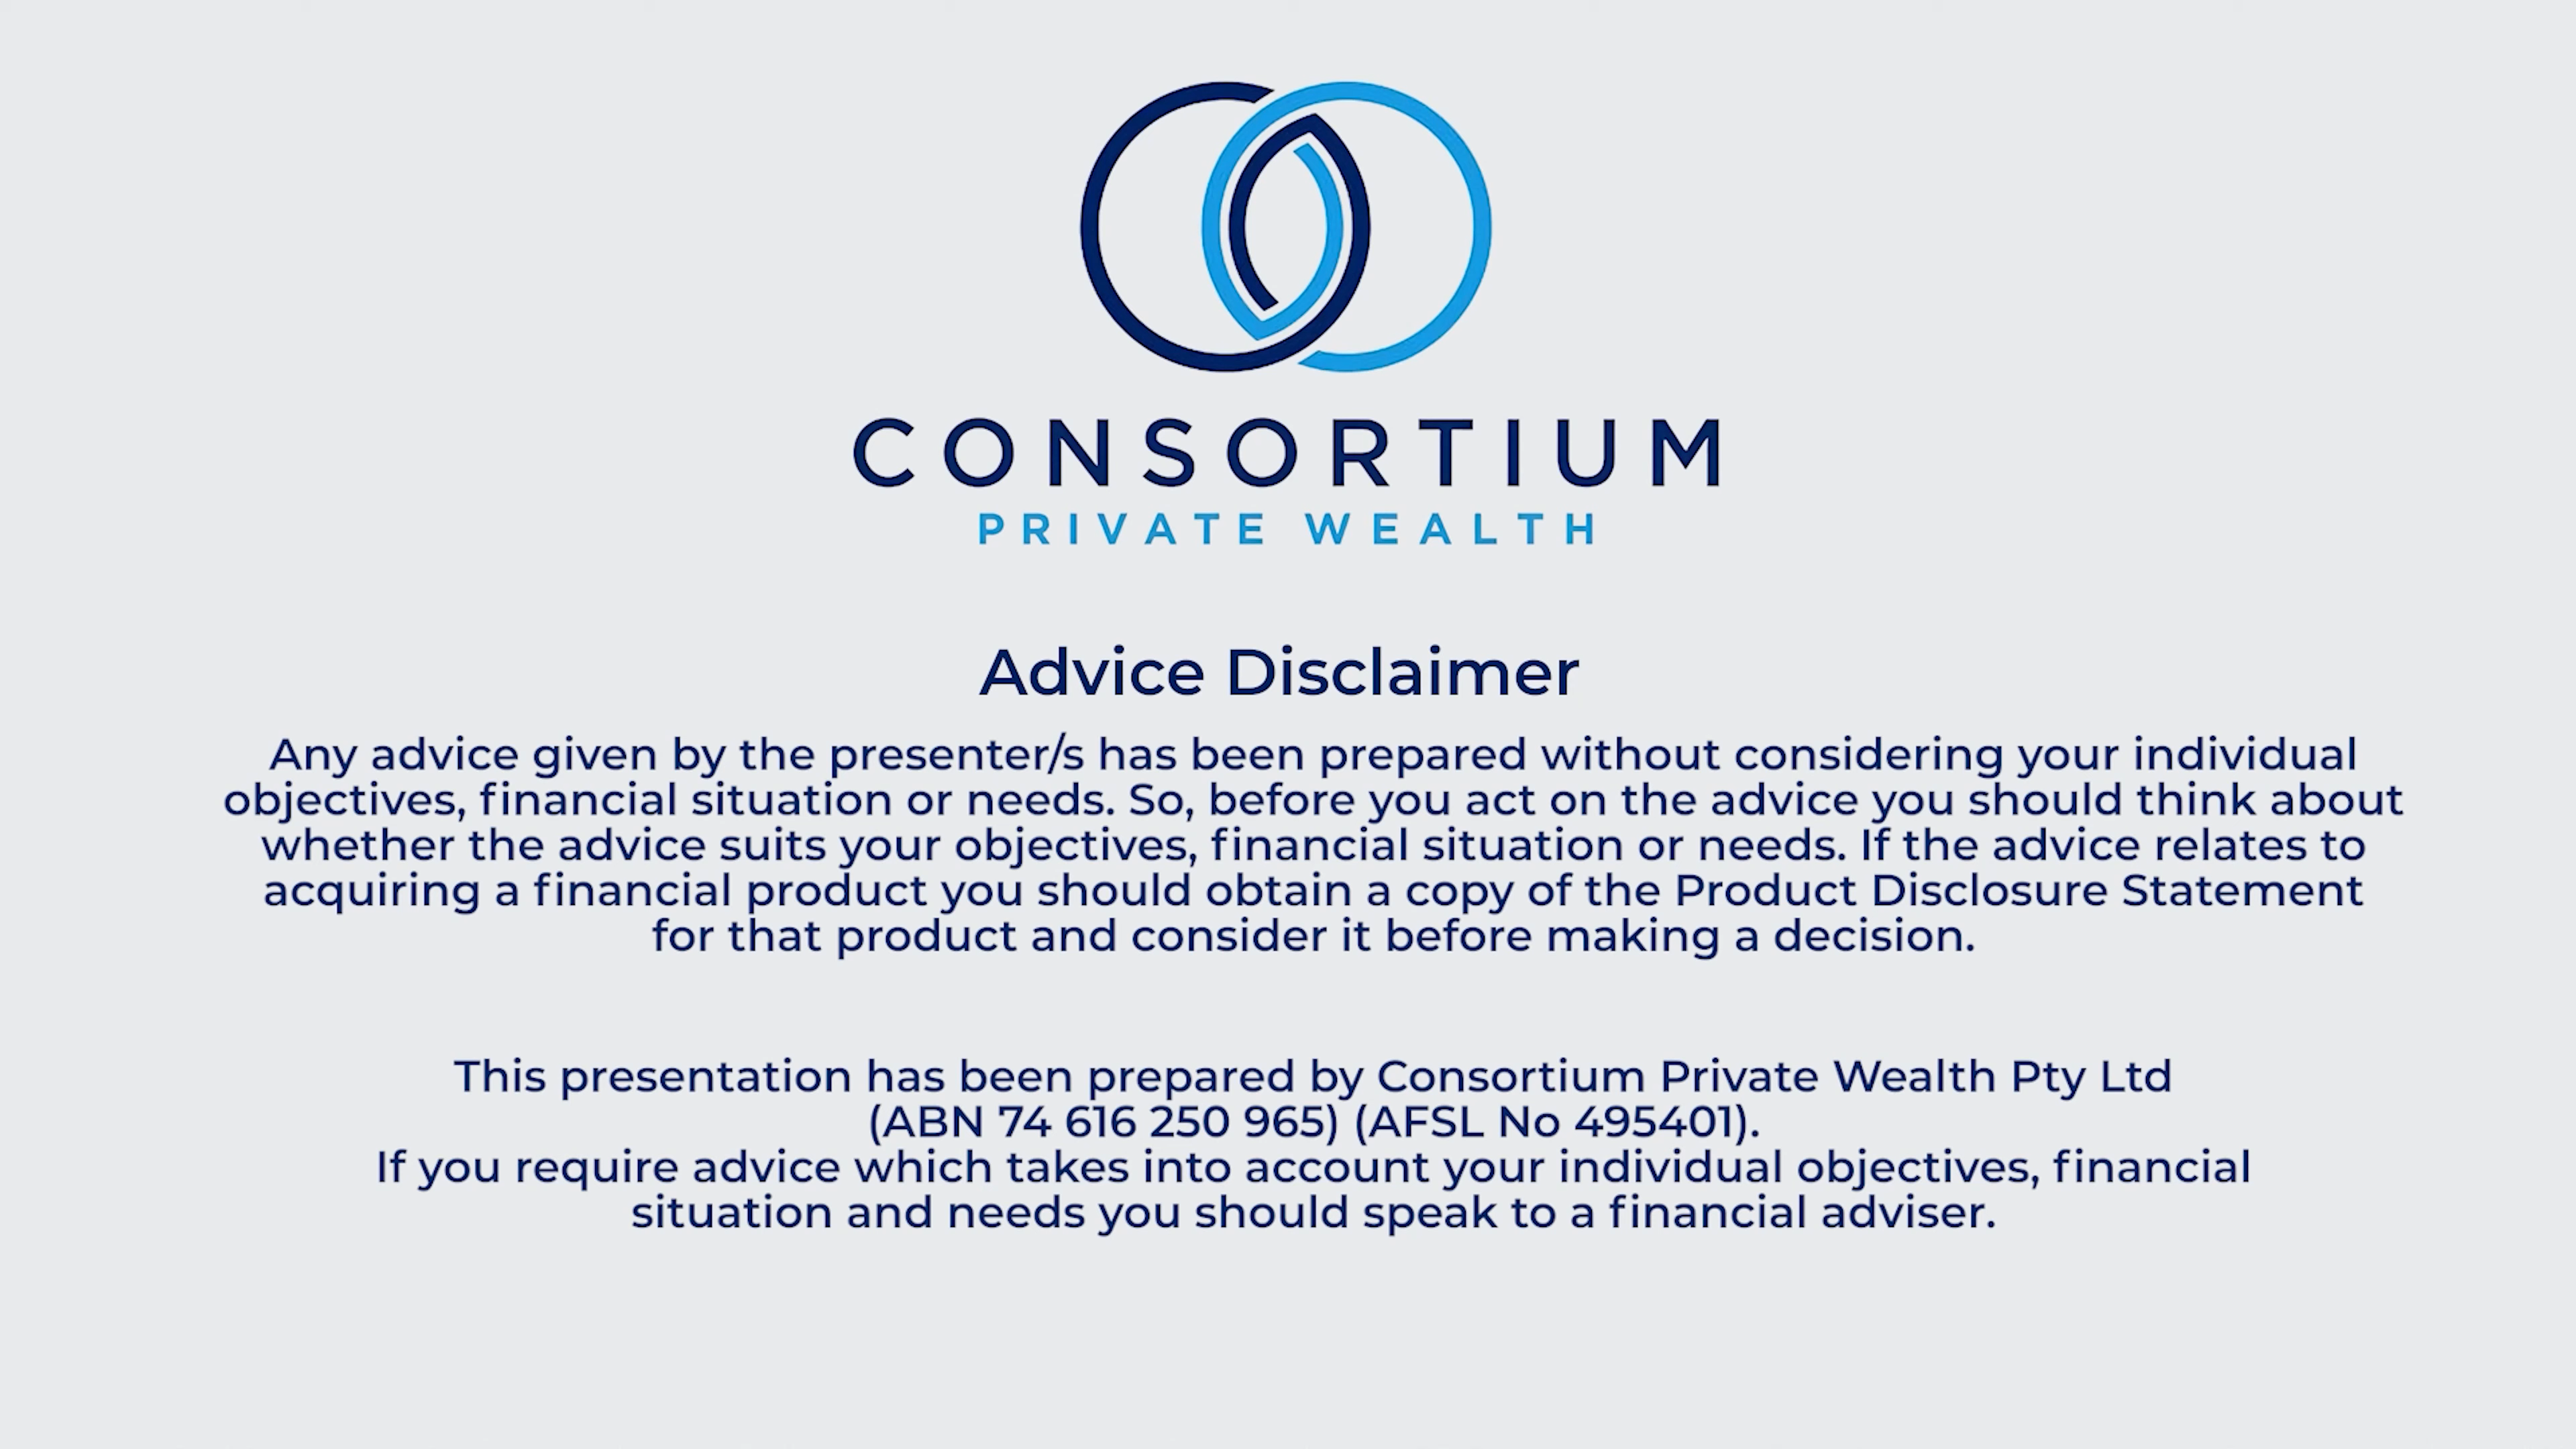 CONSORTIUM
PRIVATE WEALTH
Advice Disclaimer
Any advice given by the presenter/s has been prepared without considering your individual
objectives, financial situation or needs. So, before you act on the advice you should think about
whether the advice suits your objectives, financial situation or needs. If the advice relates to
acquiring a financial product you should obtain a copy of the Product Disclosure Statement
for that product and consider it before making a decision.
This presentation has been prepared by Consortium Private Wealth Pty Ltd
(ABN 74 616 250 965) (AFSL No 495401).
If you require advice which takes into account your individual objectives, financial
situation and needs you should speak to a financial adviser.